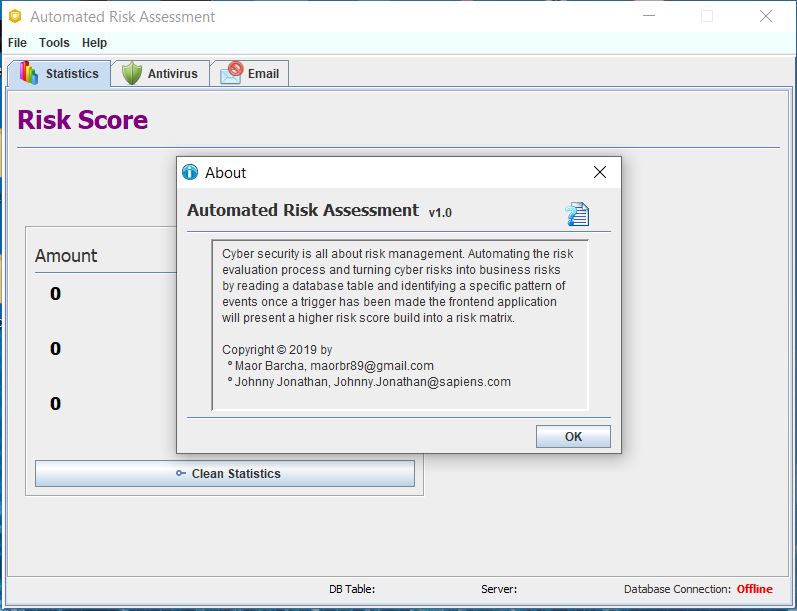 Automated Risk Assessment
File Tools Help
Statistics Antivirus Email
Risk Score
About
Automated Risk Assessment v1.0
Cyber security is all about risk management. Automating the risk
evaluation process and turning cyber risks into business risks
by reading a database table and identifying a specific pattern of
events once a trigger has been made the frontend application
will present a higher risk score build into a risk matrix.
Copyright © 2019 by
° Maor Barcha, maorbr89@gmail.com
° Johnny Jonathan, Johnny.Jonathan@sapiens.com
OK
Amount
0
0
0
Clean Statistics
DB Table: Server: Database Connection: Offline